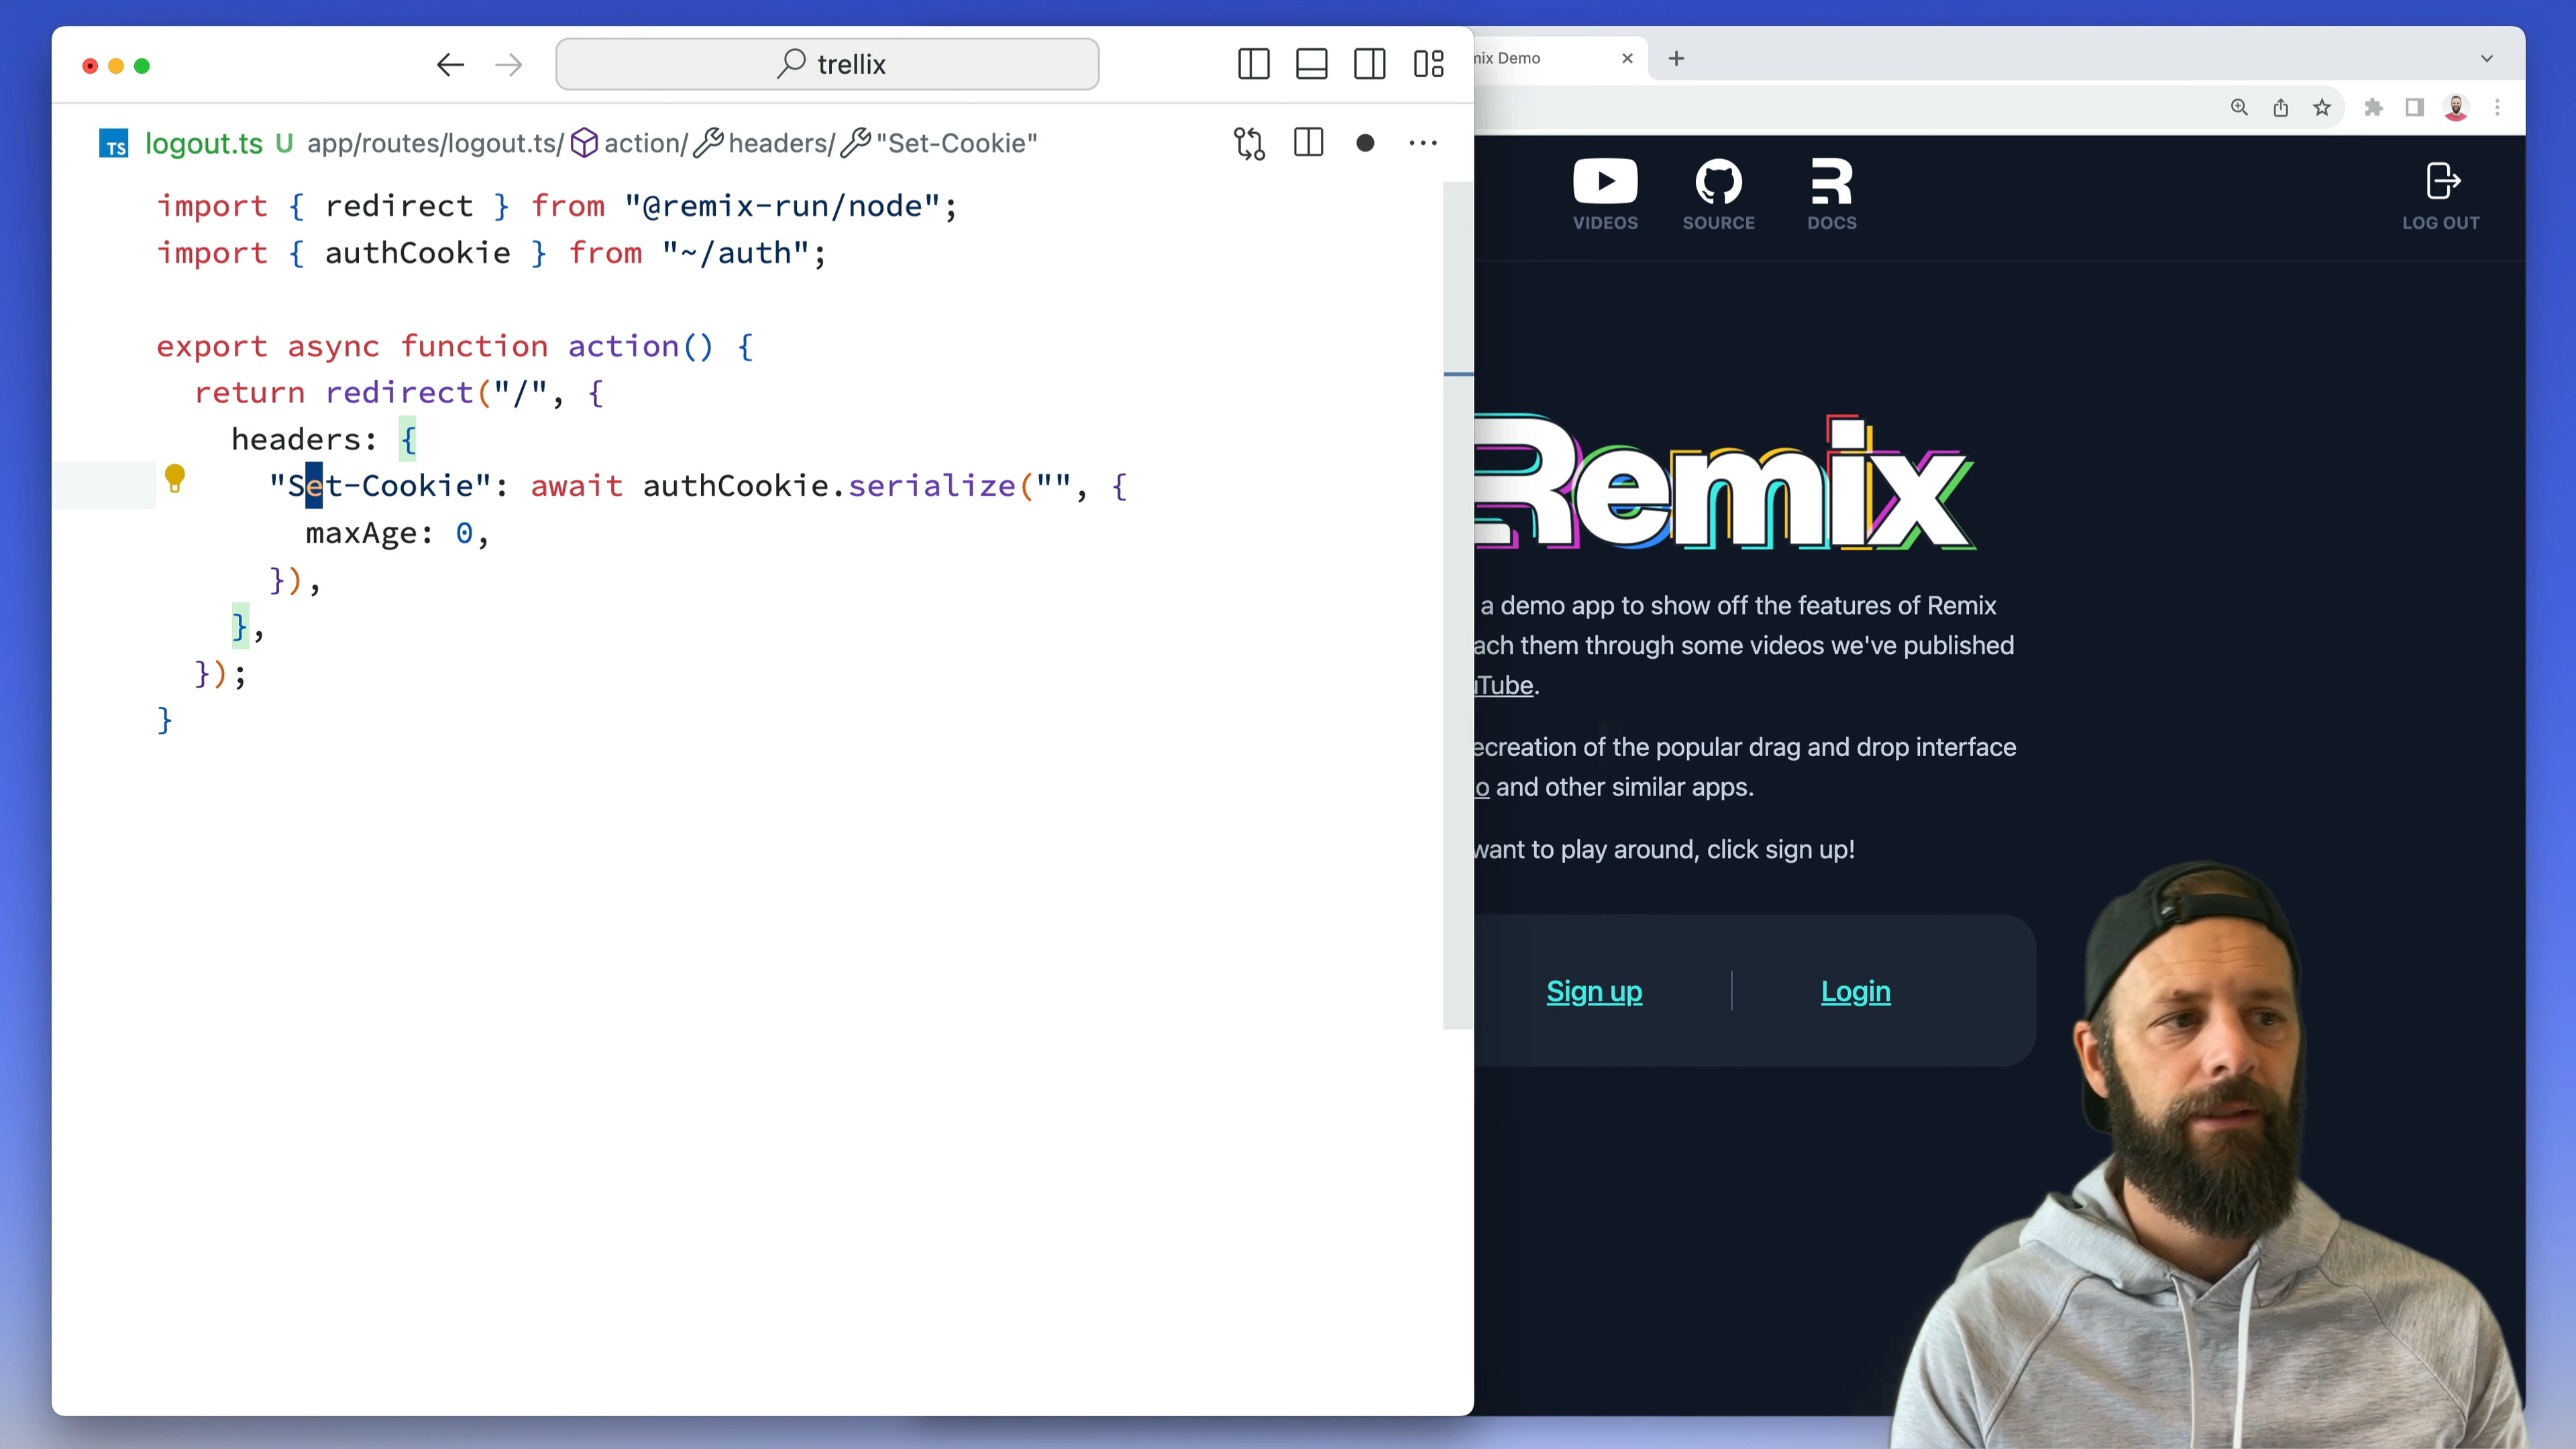 trellix
TS logout.ts U app/routes/logout.ts/ action/ headers/ "Set-Cookie"
import { redirect } from "@remix-run/node";
import { authCookie } from "~/auth";
export async function action() {
return redirect("/", {
headers: {
"Set-Cookie": await authCookie.serialize("", {
maxAge: 0,
}),
},
});
}
mix Demo
VIDEOS
SOURCE
DOCS
LOG OUT
Remix
a demo app to show off the features of Remix
ach them through some videos we've published
uTube.
ecreation of the popular drag and drop interface
o and other similar apps.
want to play around, click sign up!
Sign up
Login